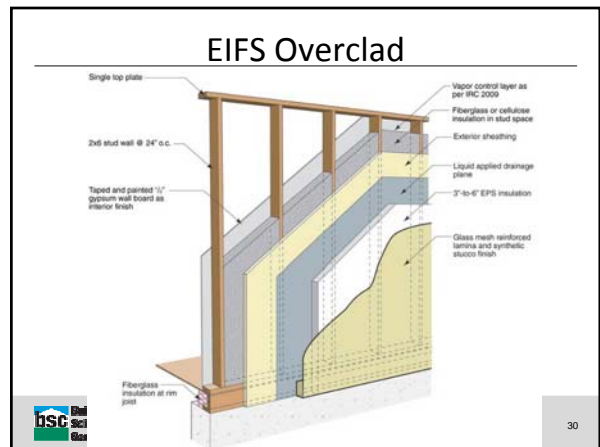 EIFS Overclad
Single top plate
2x6 stud wall @ 24" o.c.
Taped and painted ½"
gypsum wall board as
interior finish
Fiberglass
insulation at rim
joist
Vapor control layer as
per IRC 2009
Fiberglass or cellulose
insulation in stud space
Exterior sheathing
Liquid applied drainage
plane
3"-to-6" EPS insulation
Glass mesh reinforced
lamina and synthetic
stucco finish
bsc
30